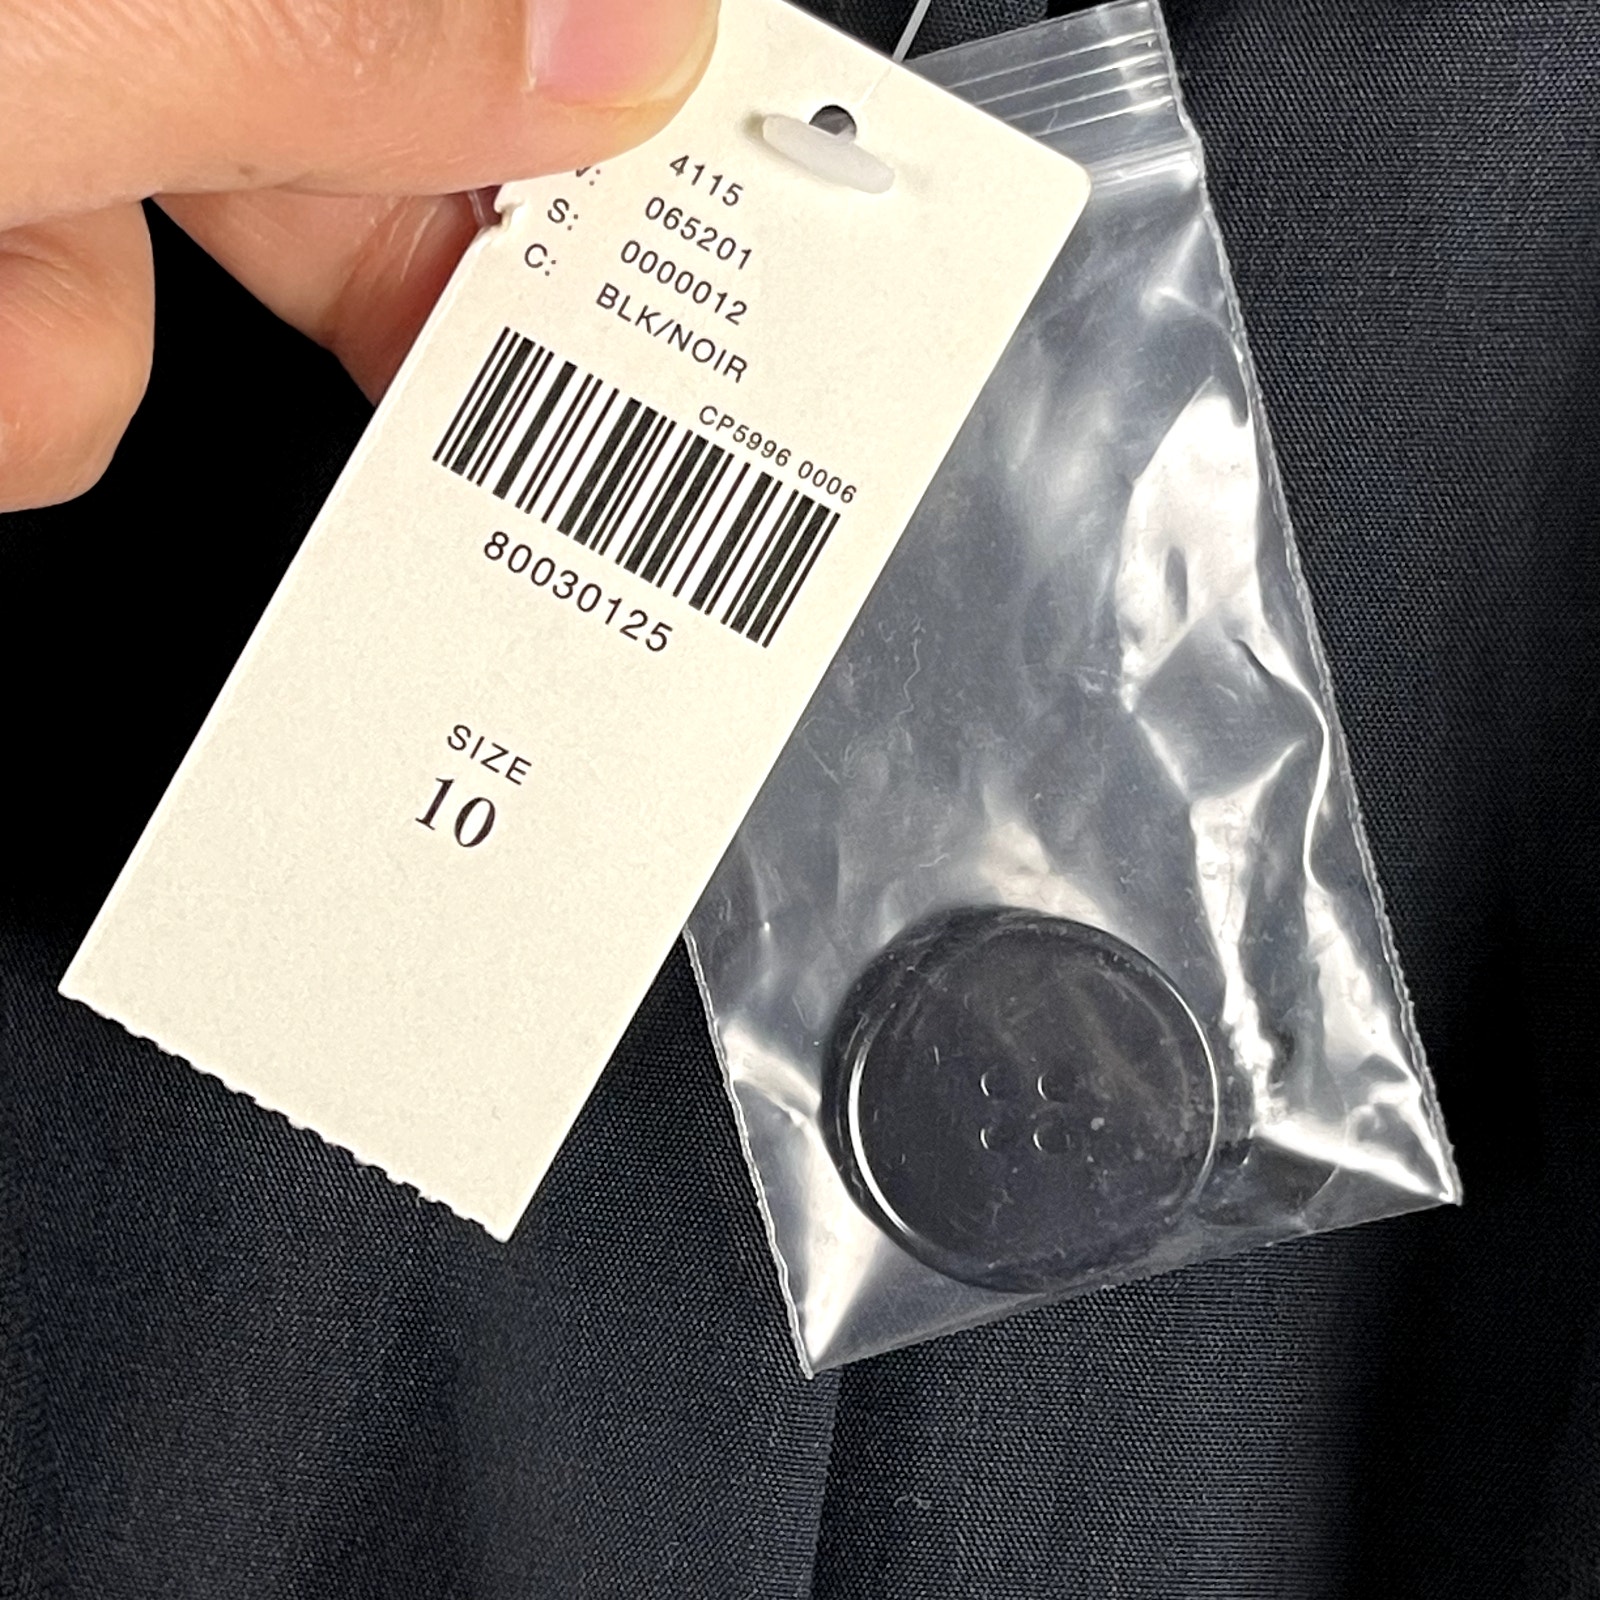 4115
V: 065201
S: 0000012
C: BLK/NOIR
CP5996 0006
80030125
SIZE
10